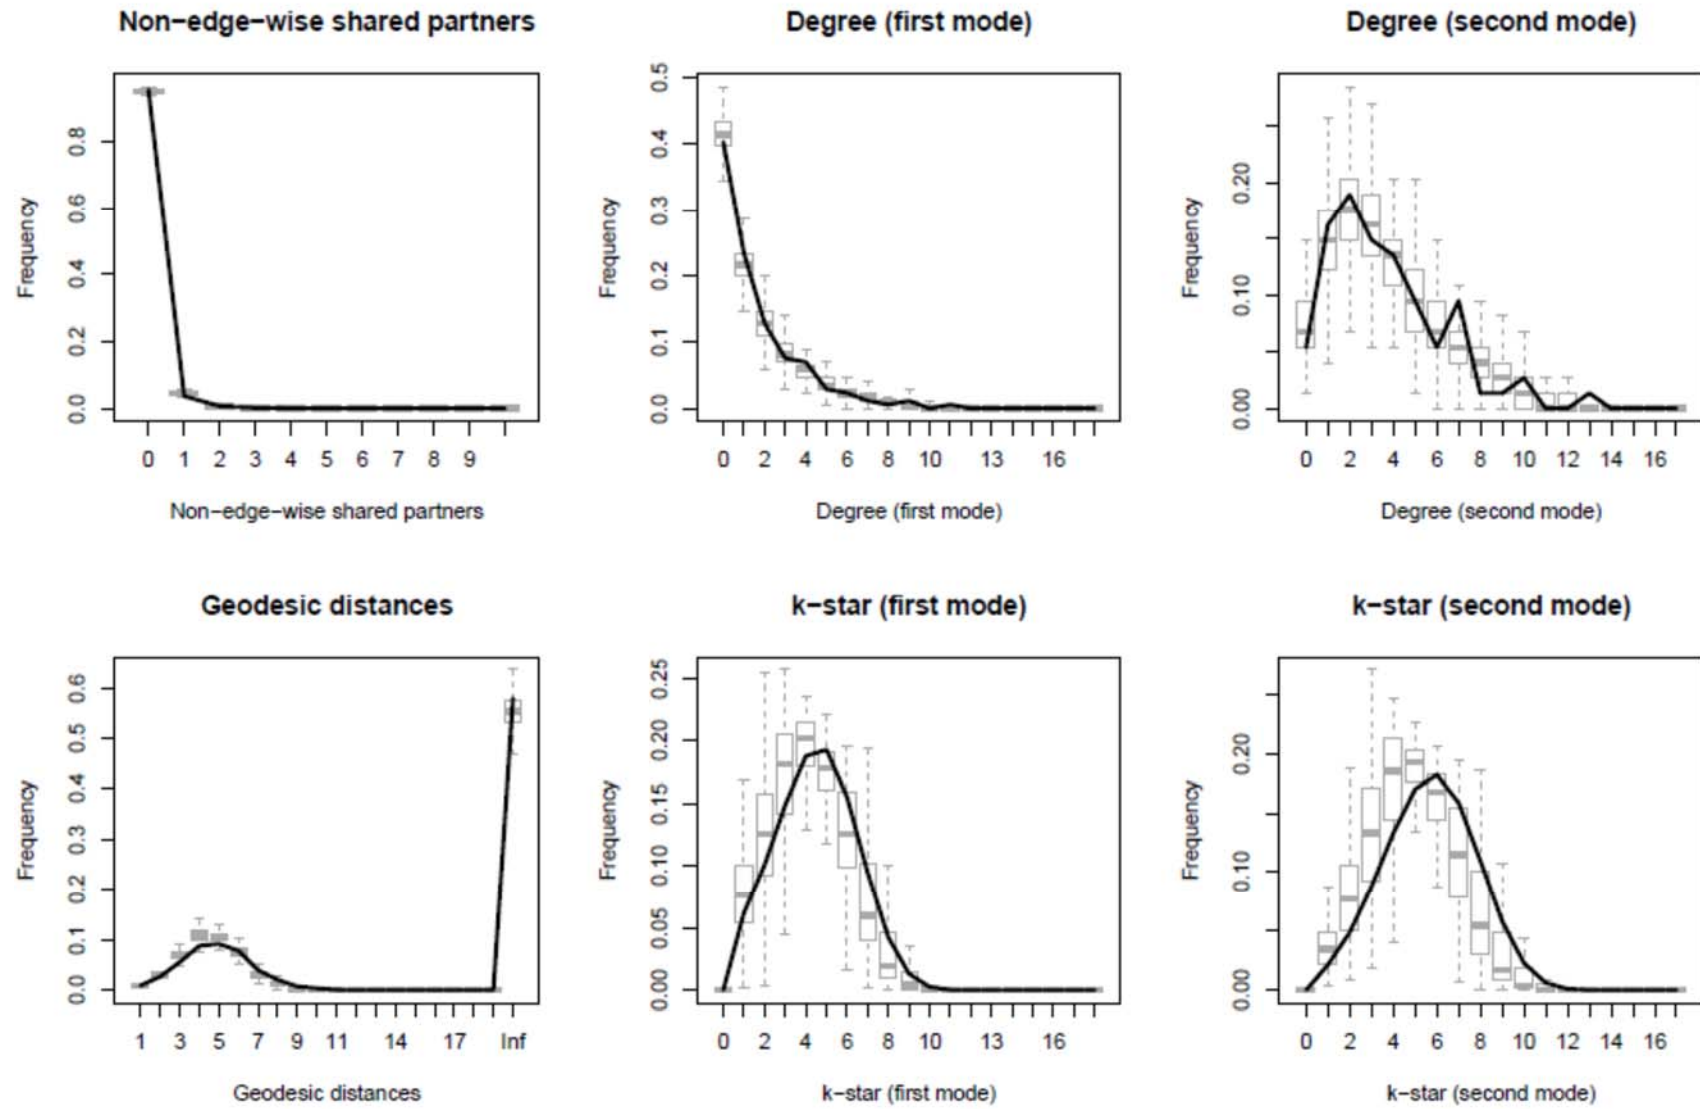 Non−edge−wise shared partners
Frequency
0.8
0.6
0.4
0.2
0.0
0 1 2 3 4 5 6 7 8 9
Non−edge−wise shared partners
Degree (first mode)
Frequency
0.5
0.4
0.3
0.2
0.1
0.0
0 2 4 6 8 10 13 16
Degree (first mode)
Degree (second mode)
Frequency
0.20
0.10
0.00
0 2 4 6 8 10 12 14 16
Degree (second mode)
Geodesic distances
Frequency
0.6
0.5
0.4
0.3
0.2
0.1
0.0
1 3 5 7 9 11 14 17 Inf
Geodesic distances
k−star (first mode)
Frequency
0.25
0.20
0.15
0.10
0.05
0.00
0 2 4 6 8 10 13 16
k−star (first mode)
k−star (second mode)
Frequency
0.20
0.10
0.00
0 2 4 6 8 10 12 14 16
k−star (second mode)